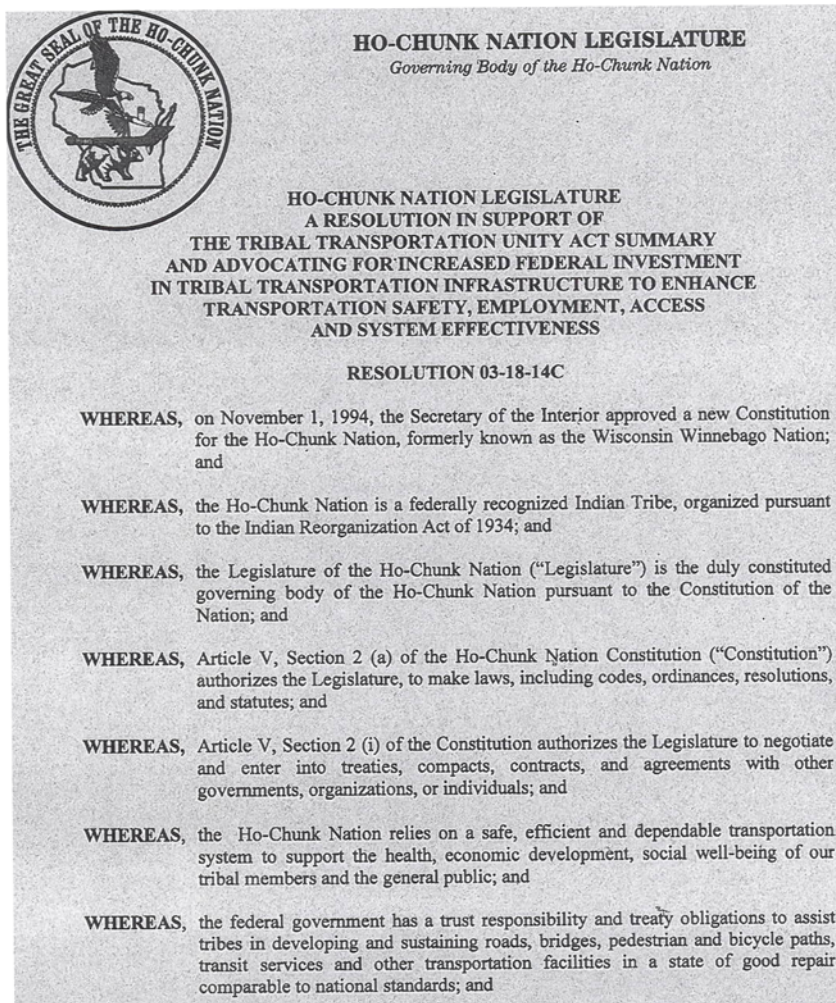 THE GREAT SEAL OF THE HO-CHUNK NATION
HO-CHUNK NATION LEGISLATURE
Governing Body of the Ho-Chunk Nation
HO-CHUNK NATION LEGISLATURE
A RESOLUTION IN SUPPORT OF
THE TRIBAL TRANSPORTATION UNITY ACT SUMMARY
AND ADVOCATING FOR INCREASED FEDERAL INVESTMENT
IN TRIBAL TRANSPORTATION INFRASTRUCTURE TO ENHANCE
TRANSPORTATION SAFETY, EMPLOYMENT, ACCESS
AND SYSTEM EFFECTIVENESS
RESOLUTION 03-18-14C
WHEREAS, on November 1, 1994, the Secretary of the Interior approved a new Constitution
for the Ho-Chunk Nation, formerly known as the Wisconsin Winnebago Nation;
and
WHEREAS, the Ho-Chunk Nation is a federally recognized Indian Tribe, organized pursuant
to the Indian Reorganization Act of 1934; and
WHEREAS, the Legislature of the Ho-Chunk Nation (“Legislature”) is the duly constituted
governing body of the Ho-Chunk Nation pursuant to the Constitution of the
Nation; and
WHEREAS, Article V, Section 2 (a) of the Ho-Chunk Nation Constitution (“Constitution”)
authorizes the Legislature, to make laws, including codes, ordinances, resolutions,
and statutes; and
WHEREAS, Article V, Section 2 (i) of the Constitution authorizes the Legislature to negotiate
and enter into treaties, compacts, contracts, and agreements with other
governments, organizations, or individuals; and
WHEREAS, the Ho-Chunk Nation relies on a safe, efficient and dependable transportation
system to support the health, economic development, social well-being of our
tribal members and the general public; and
WHEREAS, the federal government has a trust responsibility and treaty obligations to assist
tribes in developing and sustaining roads, bridges, pedestrian and bicycle paths,
transit services and other transportation facilities in a state of good repair
comparable to national standards; and